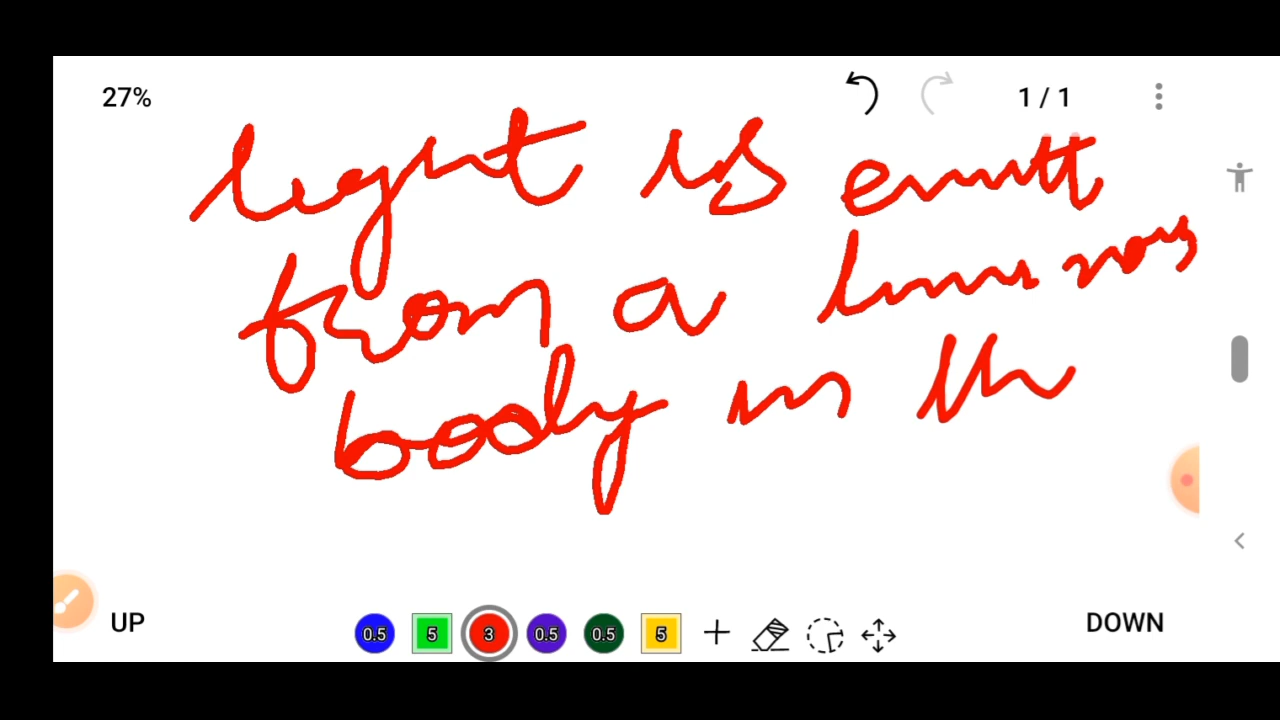 27%
1 / 1
light is emitt
from a luminous
body in th
UP
0.5
5
3
0.5
0.5
5
DOWN